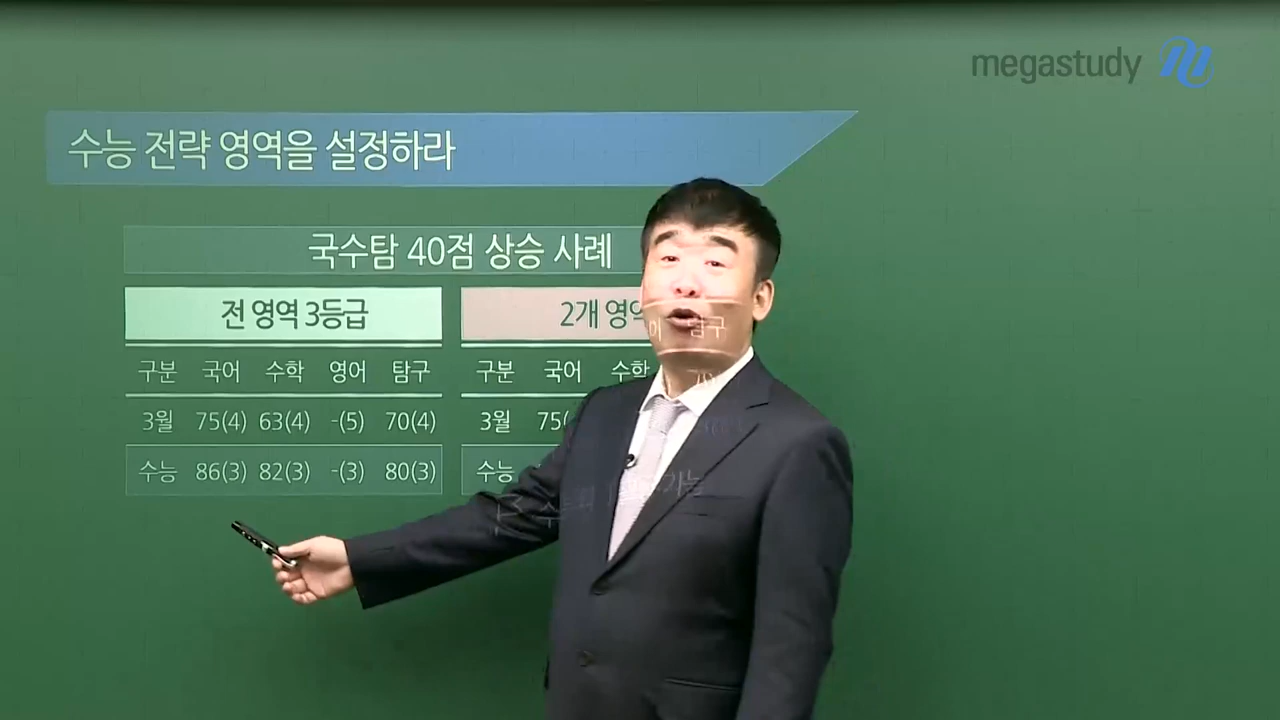 megastudy
수능 전략 영역을 설정하라
국수탐 40점 상승 사례
전 영역 3등급
2개 영역
구분 국어 수학 영어 탐구
구분 국어 수학 탐구
3월 75(4) 63(4) -(5) 70(4)
3월 75(
수능 86(3) 82(3) -(3) 80(3)
수능